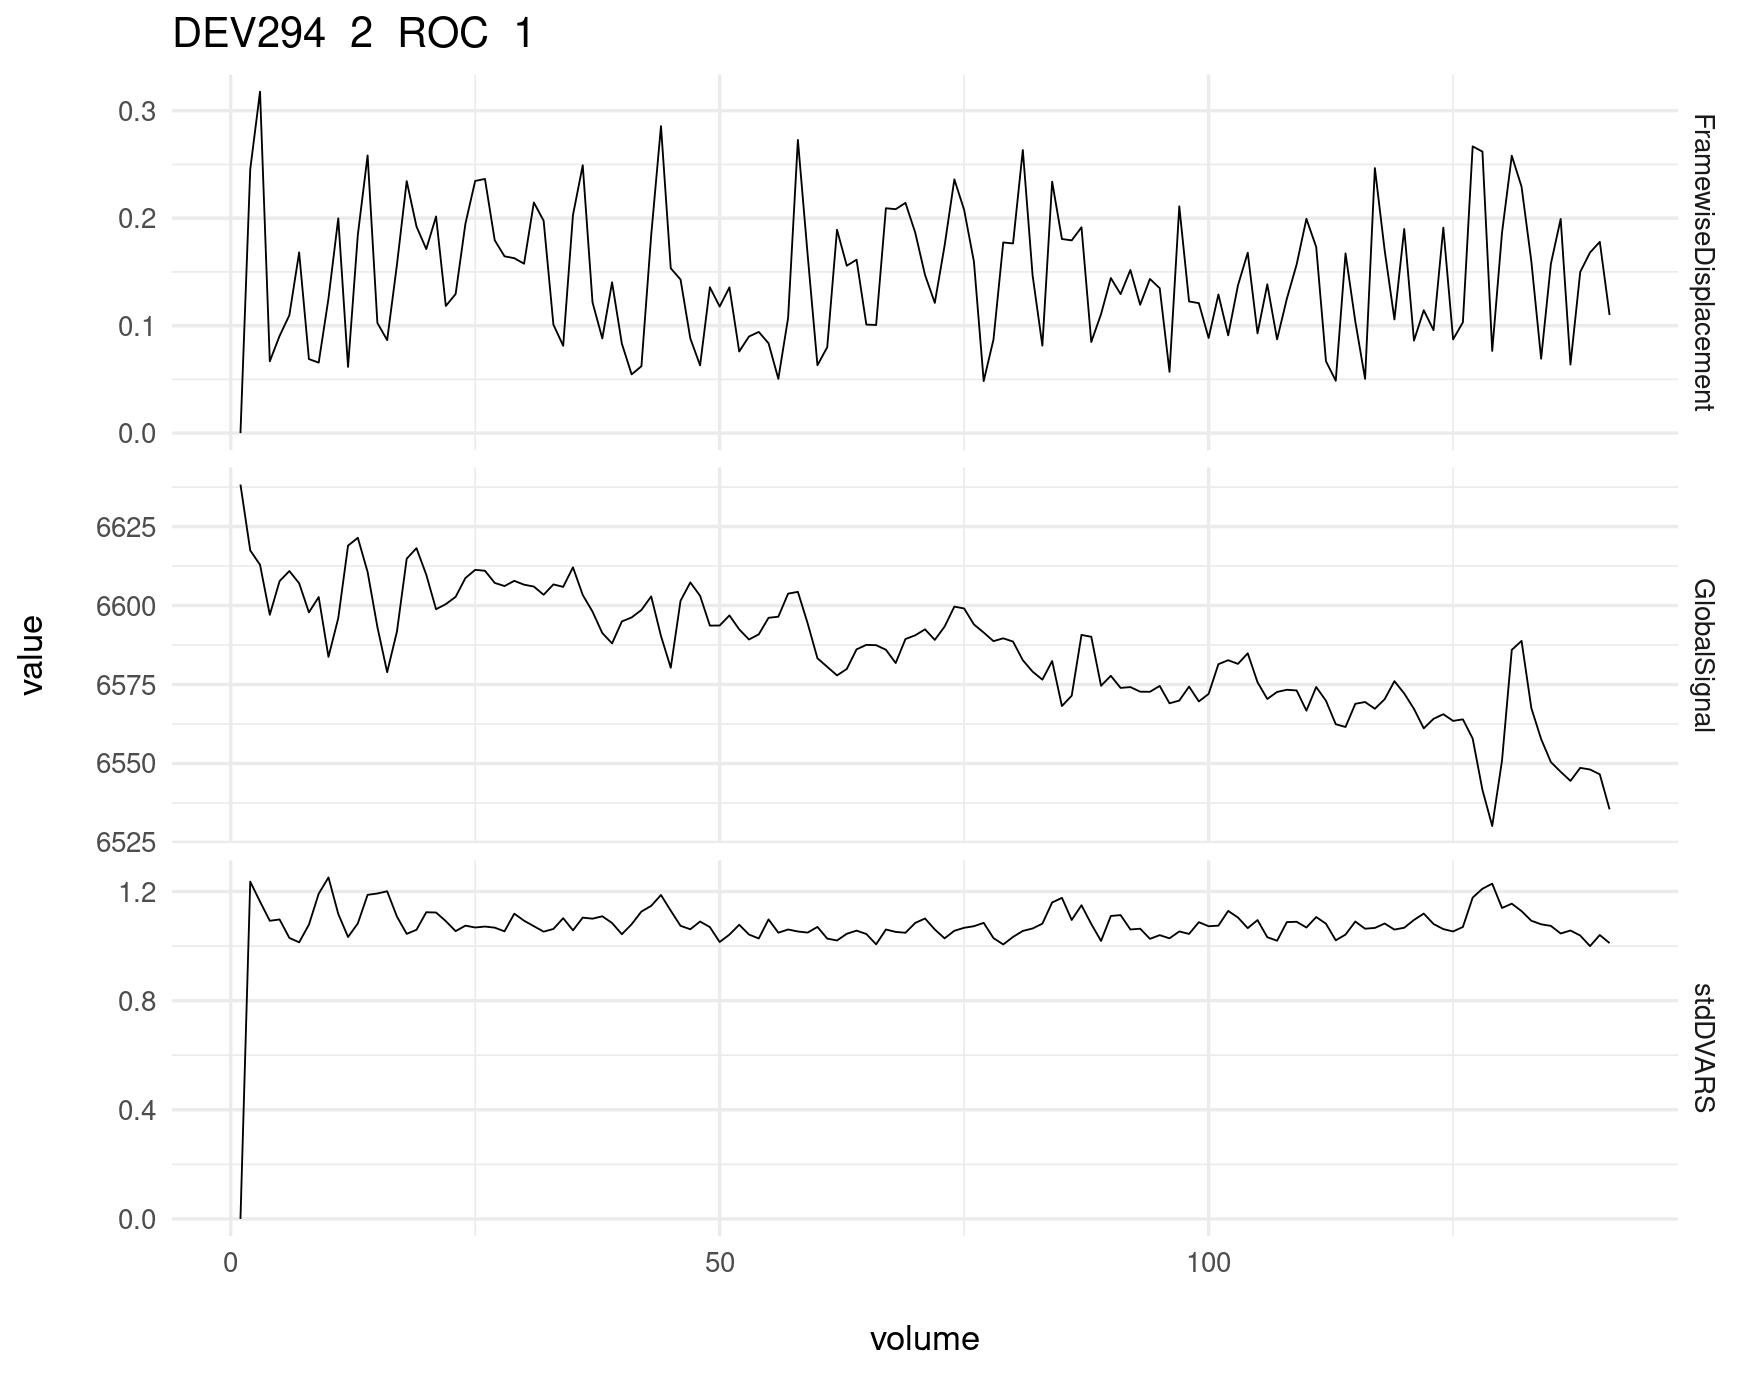 DEV294 2 ROC 1
0.3
0.2
0.1
0.0
FramewiseDisplacement
6625
6600
6575
6550
6525
GlobalSignal
1.2
0.8
0.4
0.0
stdDVARS
value
0 50 100
volume